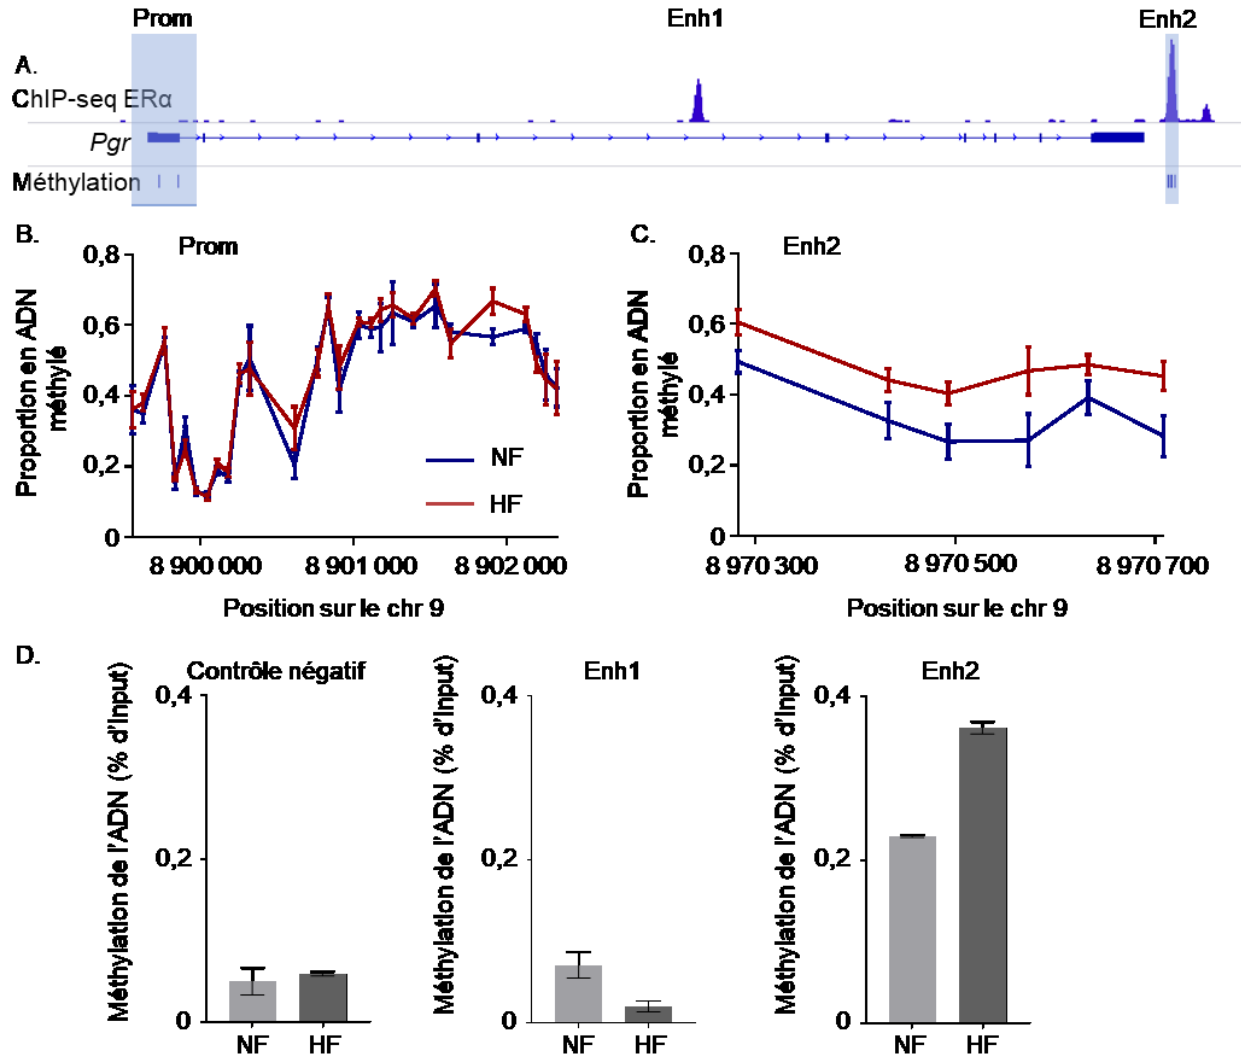 Prom Enh1 Enh2
A.
ChIP-seq ERα
Pgr
Méthylation
B. Prom
Proportion en ADN méthylé
0,8
0,6
0,4
0,2
0
NF
HF
8 900 000 8 901 000 8 902 000
Position sur le chr 9
C. Enh2
Proportion en ADN méthylé
0,8
0,6
0,4
0,2
0
8 970 300 8 970 500 8 970 700
Position sur le chr 9
D.
Contrôle négatif
Méthylation de l'ADN (% d'Input)
0,4
0,2
0
NF HF
Enh1
Méthylation de l'ADN (% d'Input)
0,4
0,2
0
NF HF
Enh2
Méthylation de l'ADN (% d'Input)
0,4
0,2
0
NF HF